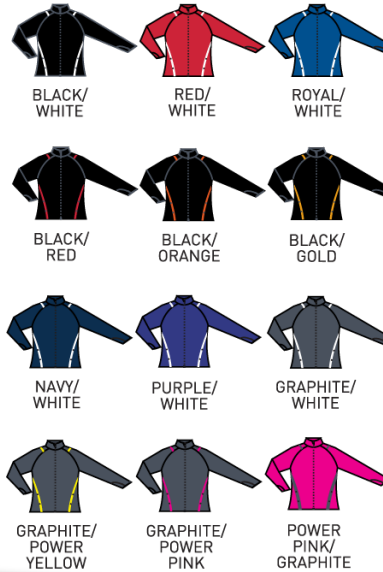 BLACK/
WHITE
RED/
WHITE
ROYAL/
WHITE
BLACK/
RED
BLACK/
ORANGE
BLACK/
GOLD
NAVY/
WHITE
PURPLE/
WHITE
GRAPHITE/
WHITE
GRAPHITE/
POWER
YELLOW
GRAPHITE/
POWER
PINK
POWER
PINK/
GRAPHITE